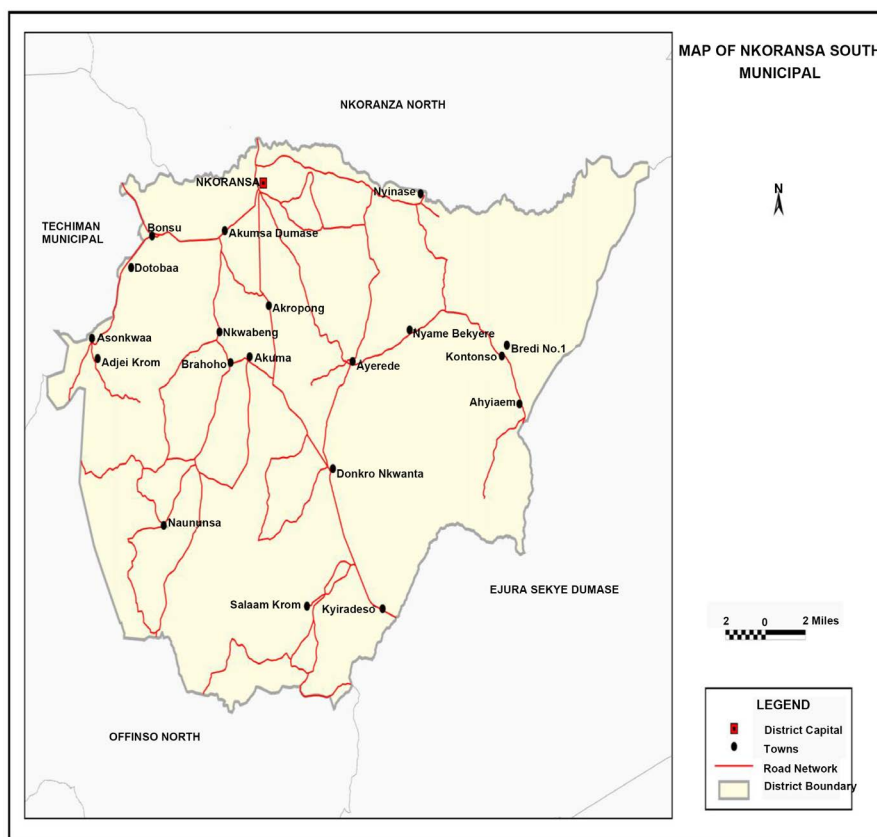 MAP OF NKORANSA SOUTH
MUNICIPAL
NKORANZA NORTH
NKORANSA
Nyinase
N
TECHIMAN
MUNICIPAL
Bonsu
Akumsa Dumase
Dotobaa
Akropong
Asonkwaa
Nkwabeng
Nyame Bekyere
Bredi No.1
Adjei Krom
Brahoho
Akuma
Ayerede
Kontonso
Ahyiaem
Donkro Nkwanta
Naununsa
EJURA SEKYE DUMASE
Salaam Krom
Kyiradeso
2 0 2 Miles
OFFINSO NORTH
LEGEND
District Capital
Towns
Road Network
District Boundary